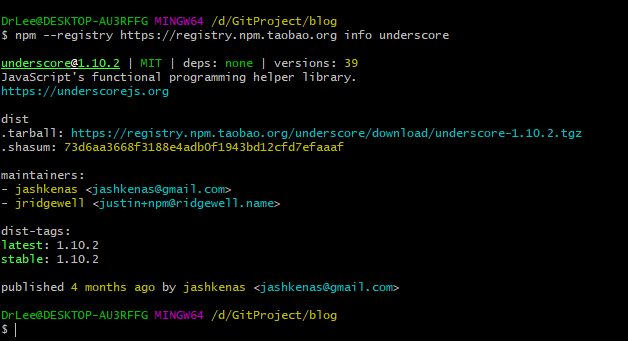 DrLee@DESKTOP-AU3RFFG MINGW64 /d/GitProject/blog
$ npm --registry https://registry.npm.taobao.org info underscore
underscore@1.10.2 | MIT | deps: none | versions: 39
JavaScript's functional programming helper library.
https://underscorejs.org
dist
.tarball: https://registry.npm.taobao.org/underscore/download/underscore-1.10.2.tgz
.shasum: 73d6aa3668f3188e4adb0f1943bd12cfd7efaaaf
maintainers:
- jashkenas <jashkenas@gmail.com>
- jridgewell <justin+npm@ridgewell.name>
dist-tags:
latest: 1.10.2
stable: 1.10.2
published 4 months ago by jashkenas <jashkenas@gmail.com>
DrLee@DESKTOP-AU3RFFG MINGW64 /d/GitProject/blog
$